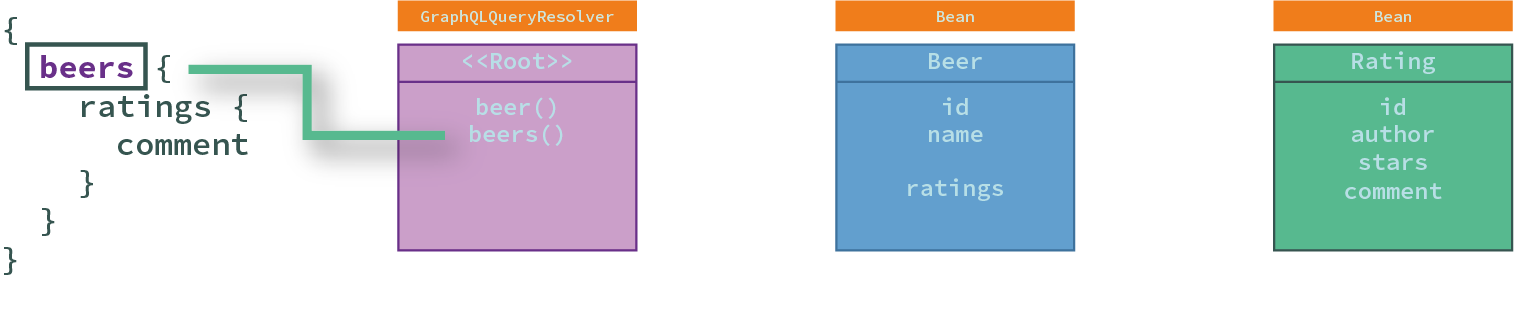 {
beers {
ratings {
comment
}
}
}
GraphQLQueryResolver
<<Root>>
beer()
beers()
Bean
Beer
id
name
ratings
Bean
Rating
id
author
stars
comment